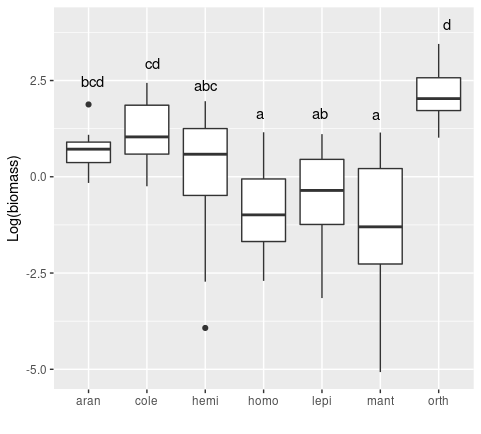 d
cd
bcd
abc
a
ab
a
2.5
0.0
-2.5
-5.0
Log(biomass)
aran cole hemi homo lepi mant orth